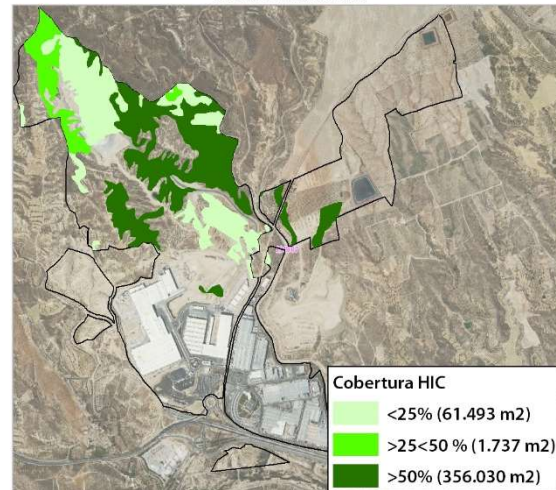 Cobertura HIC
<25% (61.493 m2)
>25<50 % (1.737 m2)
>50% (356.030 m2)